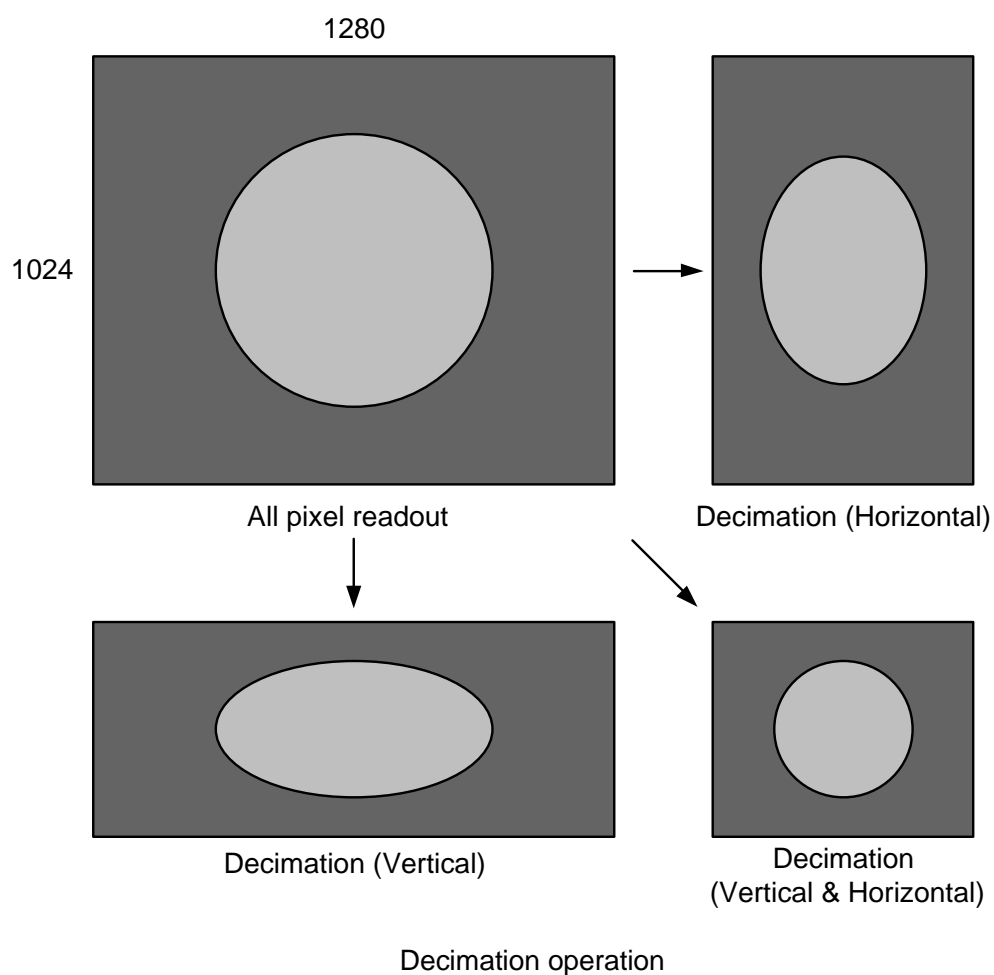 1280
1024
All pixel readout
Decimation (Horizontal)
Decimation (Vertical)
Decimation
(Vertical & Horizontal)
Decimation operation